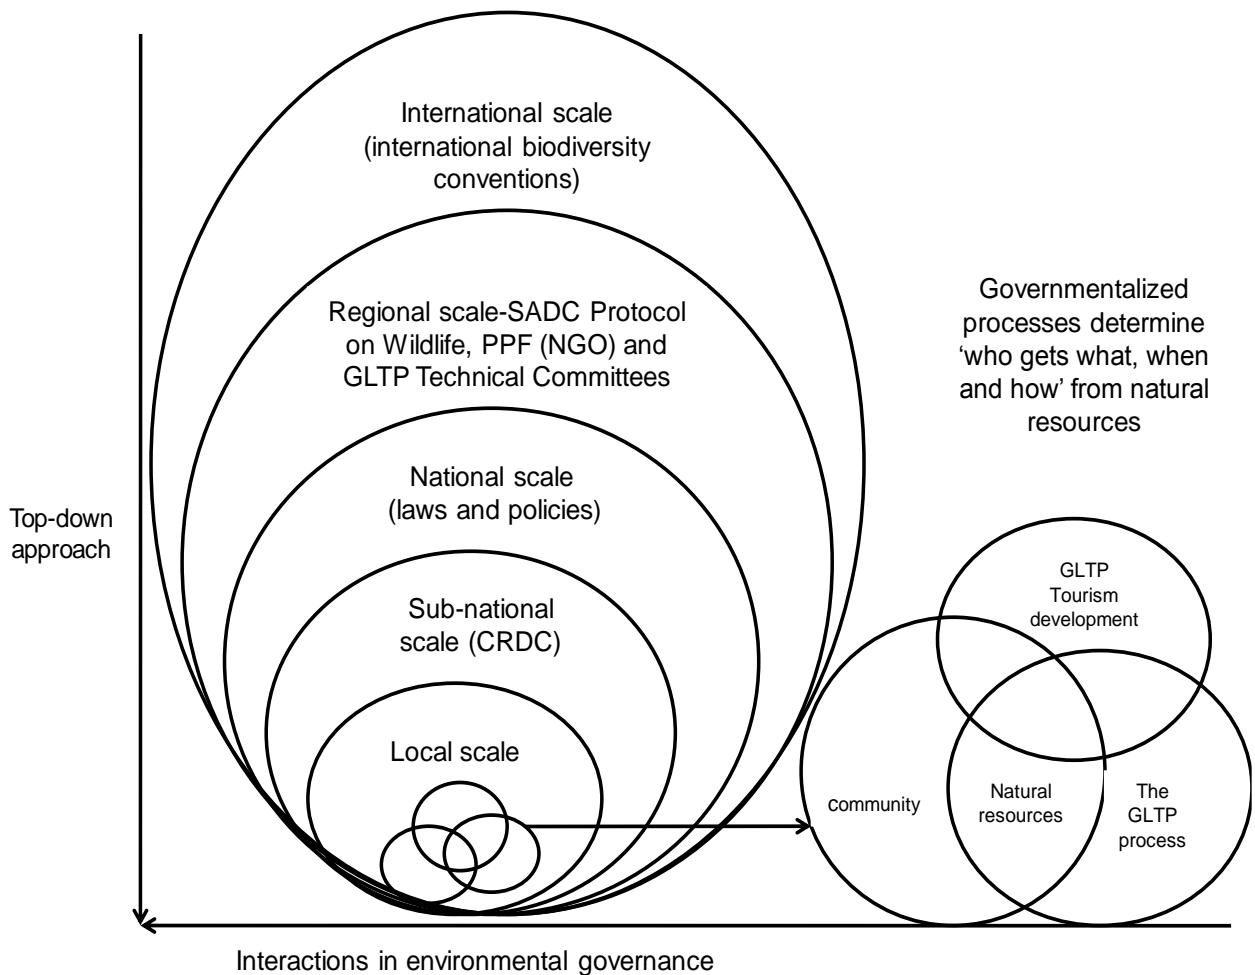 International scale
(international biodiversity
conventions)
Regional scale-SADC Protocol
on Wildlife, PPF (NGO) and
GLTP Technical Committees
National scale
(laws and policies)
Sub-national
scale (CRDC)
Local scale
Top-down
approach
Governmentalized
processes determine
‘who gets what, when
and how’ from natural
resources
GLTP
Tourism
development
community
Natural
resources
The
GLTP
process
Interactions in environmental governance